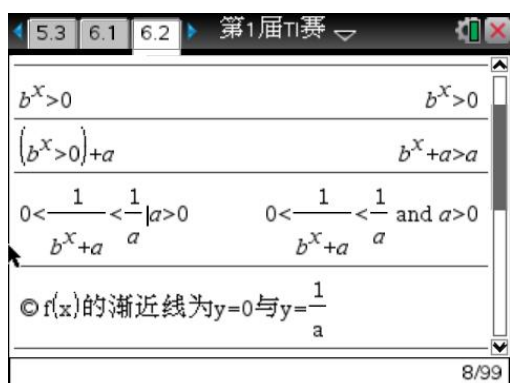 5.3 6.1 6.2 第1届TI赛
b^x>0 b^x>0
(b^x>0)+a b^x+a>a
0<1/(b^x+a)<1/a|a>0 0<1/(b^x+a)<1/a and a>0
©f(x)的渐近线为y=0与y=1/a
8/99